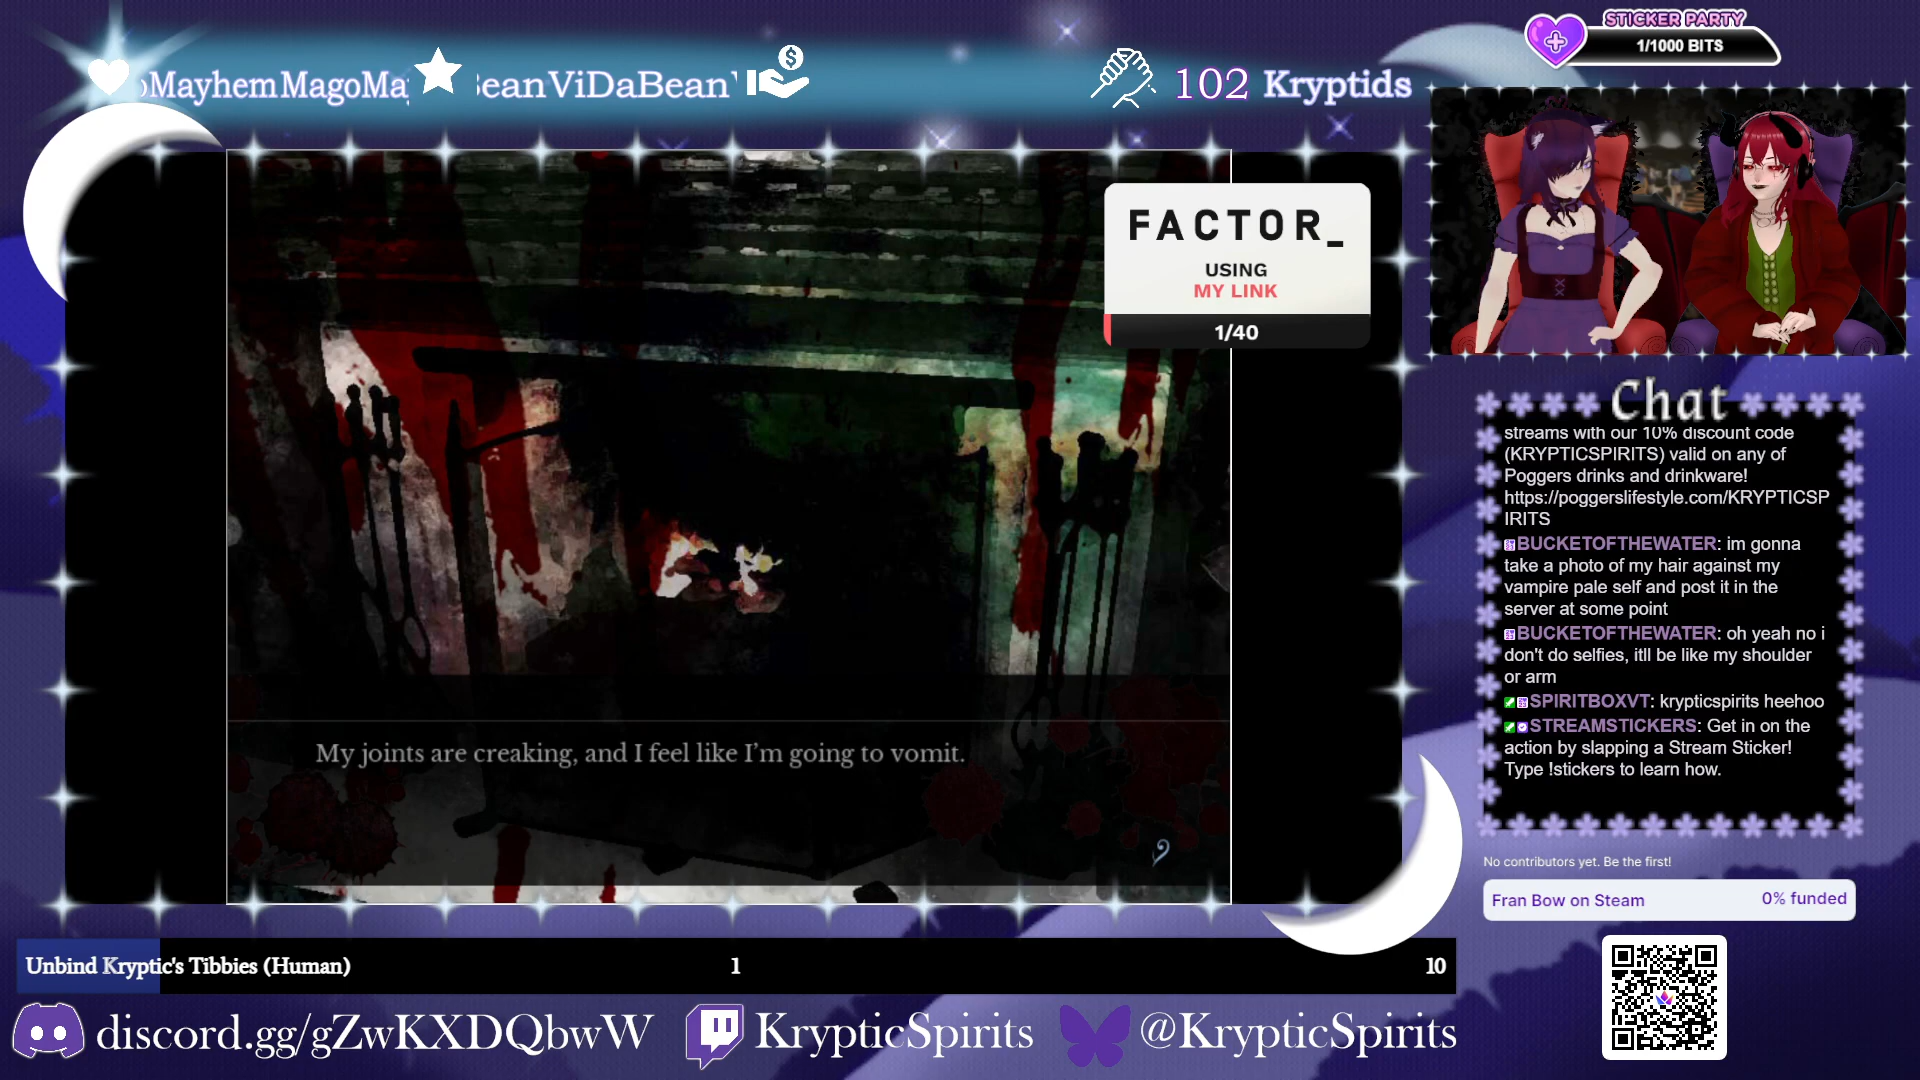 STICKER PARTY
1/1000 BITS
MayhemMagoMa
eanViDaBean
102 Kryptids
FACTOR_
USING
MY LINK
1/40
My joints are creaking, and I feel like I’m going to vomit.
Chat
streams with our 10% discount code
(KRYPTICSPIRITS) valid on any of
Poggers drinks and drinkware!
https://poggerslifestyle.com/KRYPTICSP
IRITS
BUCKETOFTHEWATER: im gonna
take a photo of my hair against my
vampire pale self and post it in the
server at some point
BUCKETOFTHEWATER: oh yeah no i
don't do selfies, itll be like my shoulder
or arm
SPIRITBOXVT: krypticspirits heehoo
STREAMSTICKERS: Get in on the
action by slapping a Stream Sticker!
Type !stickers to learn how.
No contributors yet. Be the first!
Fran Bow on Steam 0% funded
Unbind Kryptic's Tibbies (Human) 1 10
discord.gg/gZwKXDQbwW KrypticSpirits @KrypticSpirits